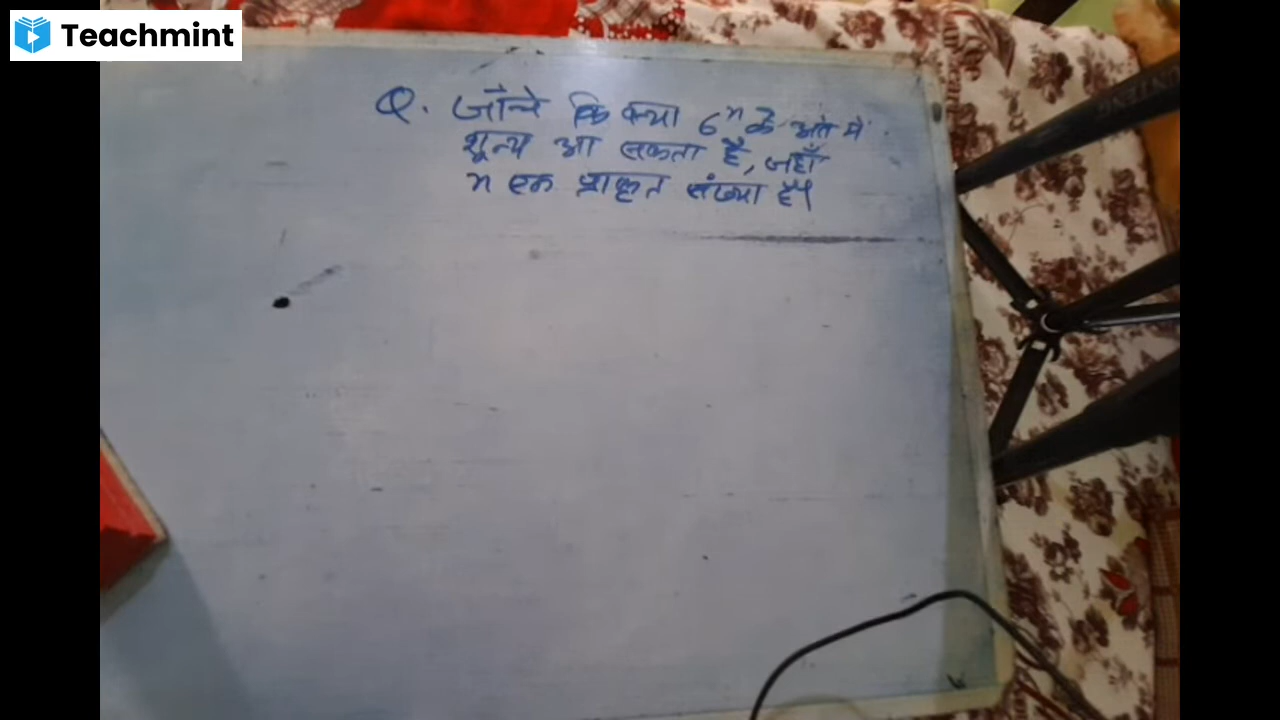 Teachmint
Q. जाँचे कि क्या 6ⁿ के अंत में
शून्य आ सकता है, जहाँ
n एक प्राकृत संख्या है।